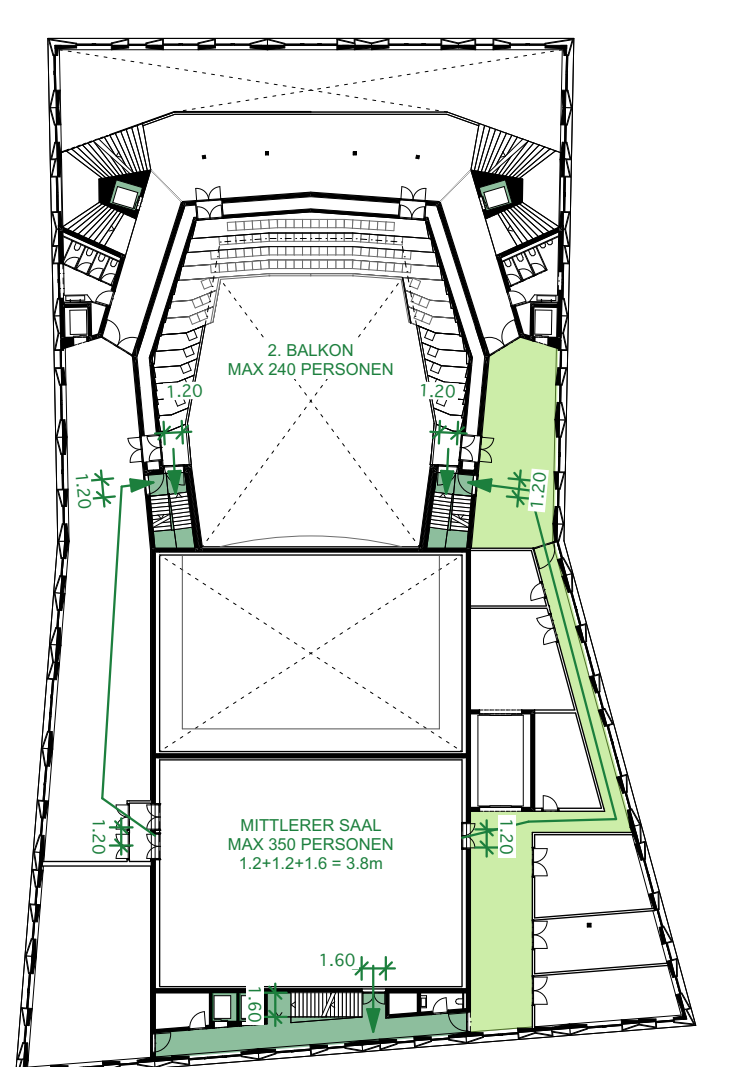 2. BALKON
MAX 240 PERSONEN
1.20
1.20
1.20
1.20
MITTLERER SAAL
MAX 350 PERSONEN
1.2+1.2+1.6 = 3.8m
1.20
1.20
1.60
1.60